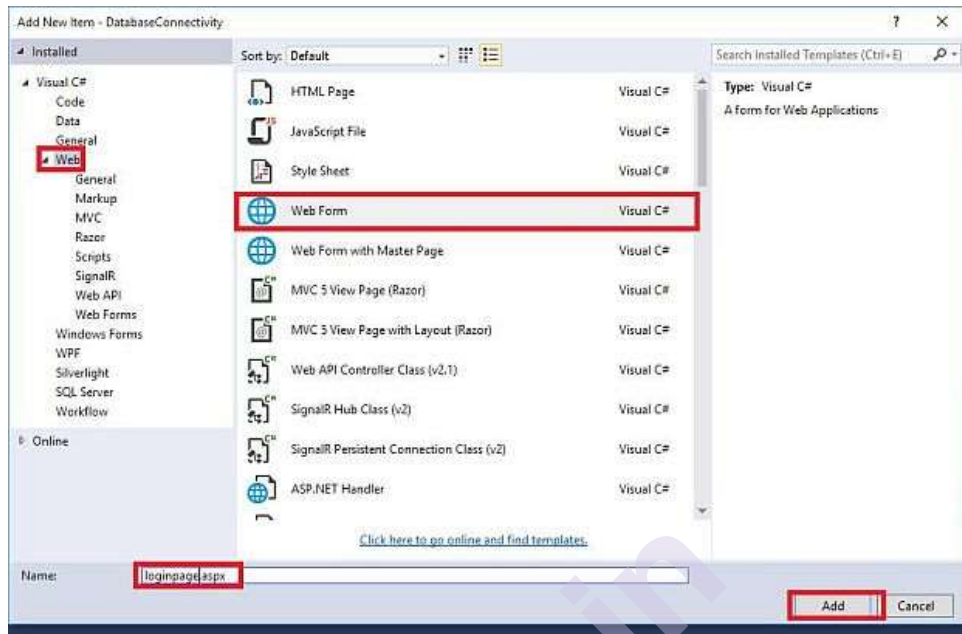 Add New Item - DatabaseConnectivity ? ×
Installed
Sort by: Default
Search Installed Templates (Ctrl+E)
Visual C#
Code
Data
General
Web
General
Markup
MVC
Razor
Scripts
SignalR
Web API
Web Forms
Windows Forms
WPF
Silverlight
SQL Server
Workflow
Online
HTML Page Visual C#
JavaScript File Visual C#
Style Sheet Visual C#
Web Form Visual C#
Web Form with Master Page Visual C#
MVC 5 View Page (Razor) Visual C#
MVC 5 View Page with Layout (Razor) Visual C#
Web API Controller Class (v2.1) Visual C#
SignalR Hub Class (v2) Visual C#
SignalR Persistent Connection Class (v2) Visual C#
ASP.NET Handler Visual C#
Click here to go online and find templates.
Type: Visual C#
A form for Web Applications
Name: loginpage.aspx
Add Cancel